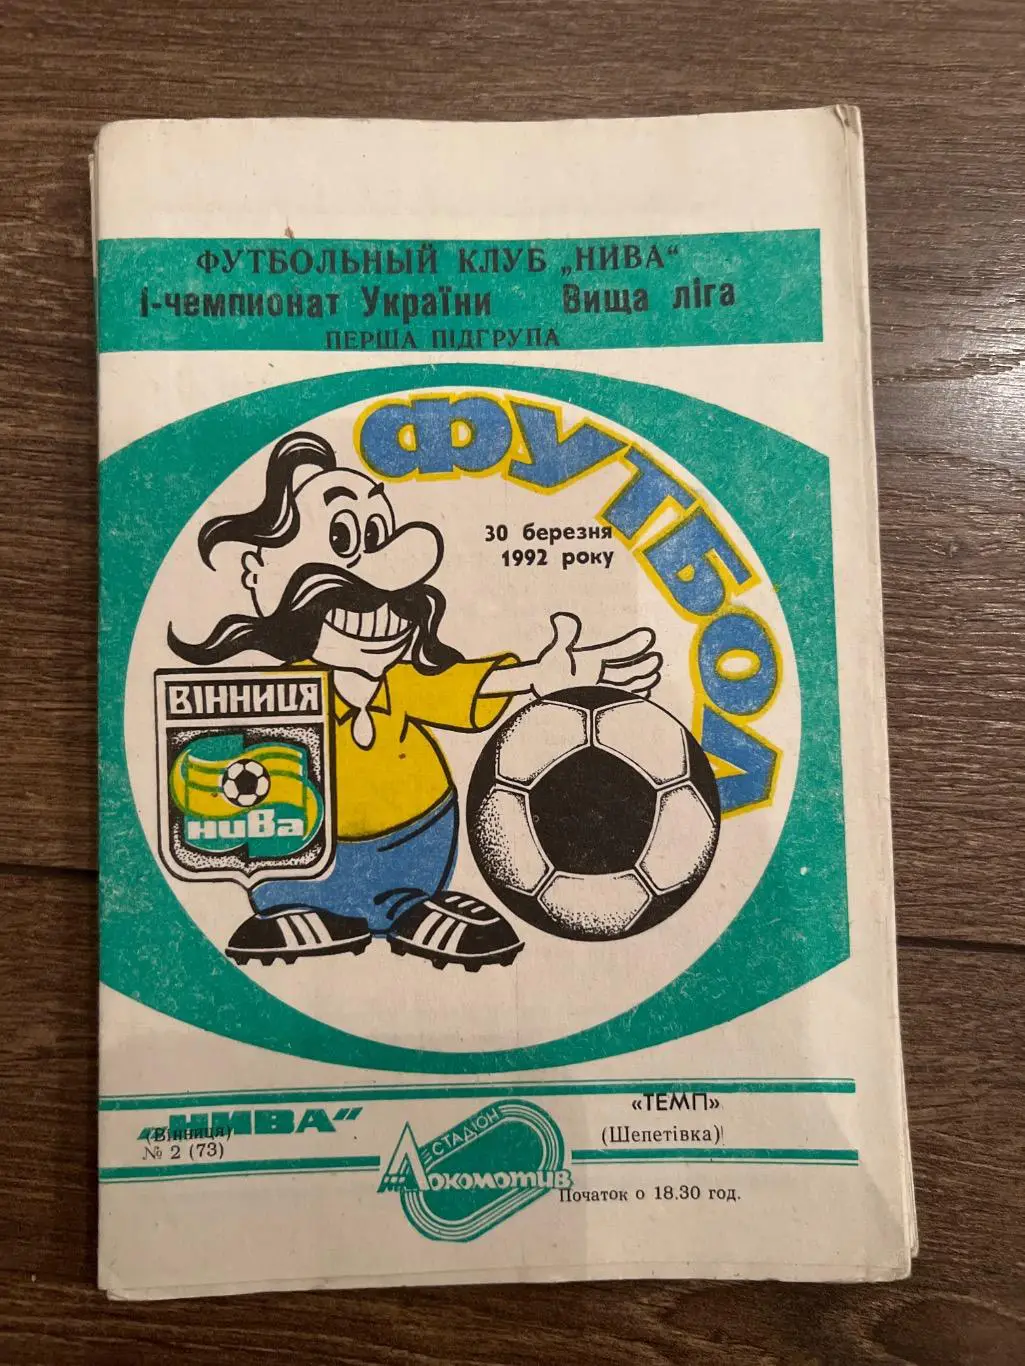 ФУТБОЛЬНЫЙ КЛУБ „НИВА“
І-чемпионат України Вища ліга
ПЕРША ПІДГРУПА
ФУТБОЛ
30 березня
1992 року
ВІННИЦЯ
нива
„НИВА“
(Вінниця)
№ 2 (73)
СТАДІОН
Локомотив
«ТЕМП»
(Шепетівка)
Початок о 18.30 год.